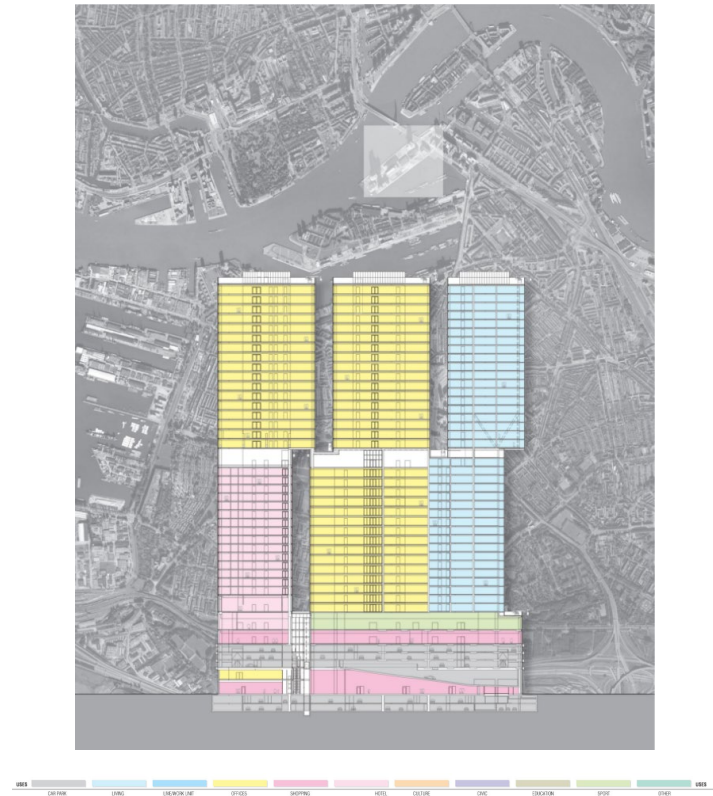 USES
CAR PARK LIVING LIVE/WORK UNIT OFFICES SHOPPING HOTEL CULTURE CIVIC EDUCATION SPORT OTHER
USES